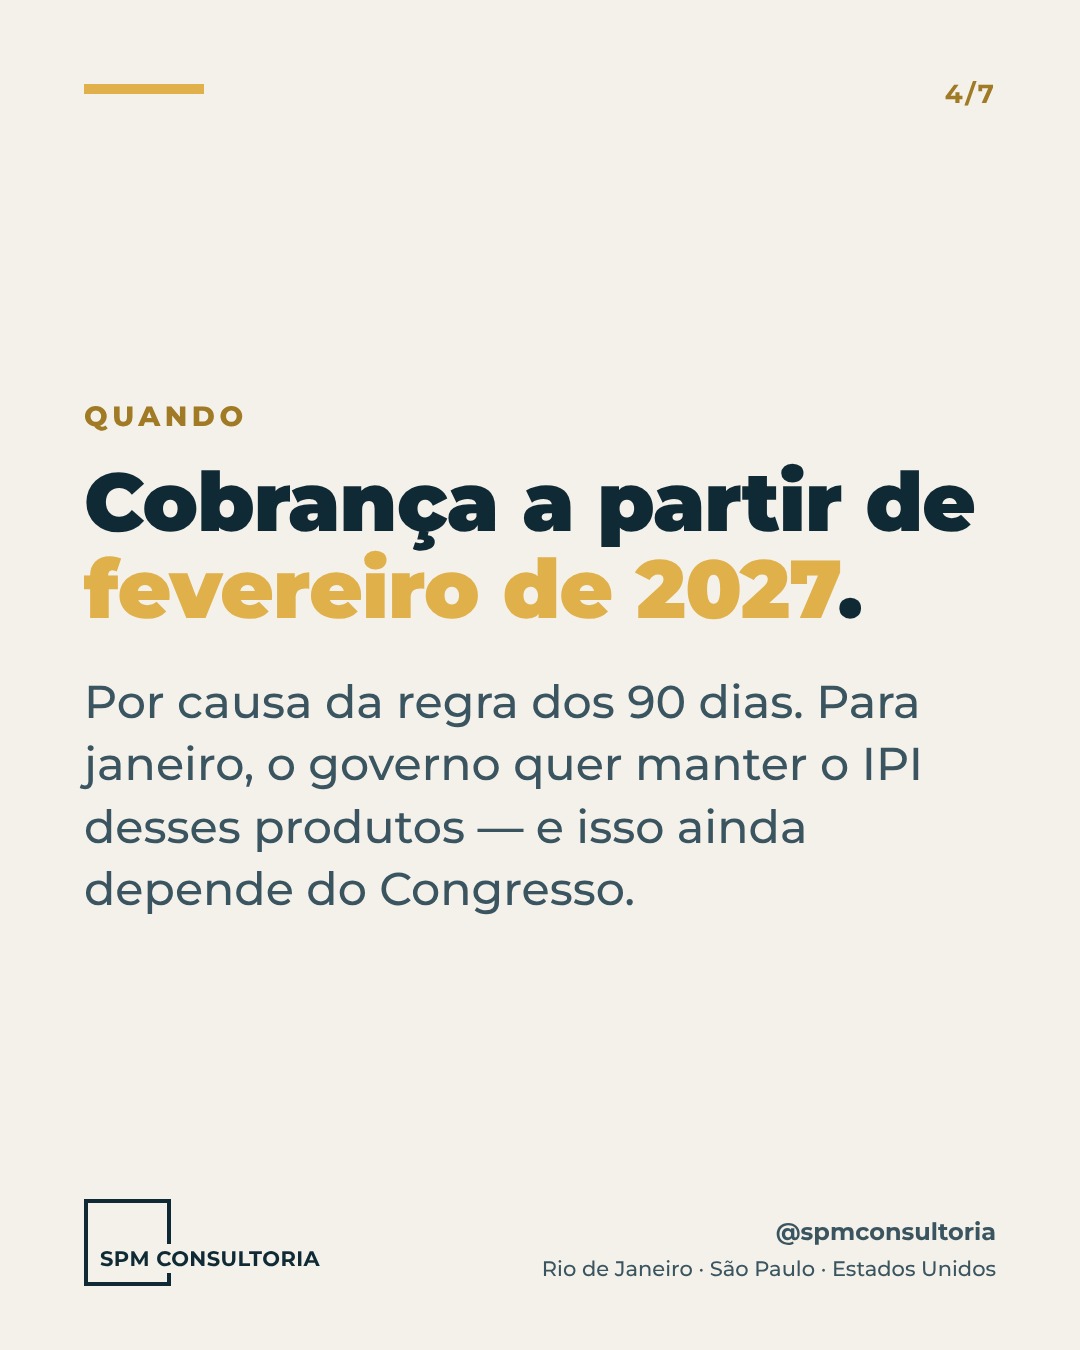 4/7
QUANDO
Cobrança a partir de
fevereiro de 2027.
Por causa da regra dos 90 dias. Para
janeiro, o governo quer manter o IPI
desses produtos — e isso ainda
depende do Congresso.
SPM CONSULTORIA
@spmconsultoria
Rio de Janeiro · São Paulo · Estados Unidos